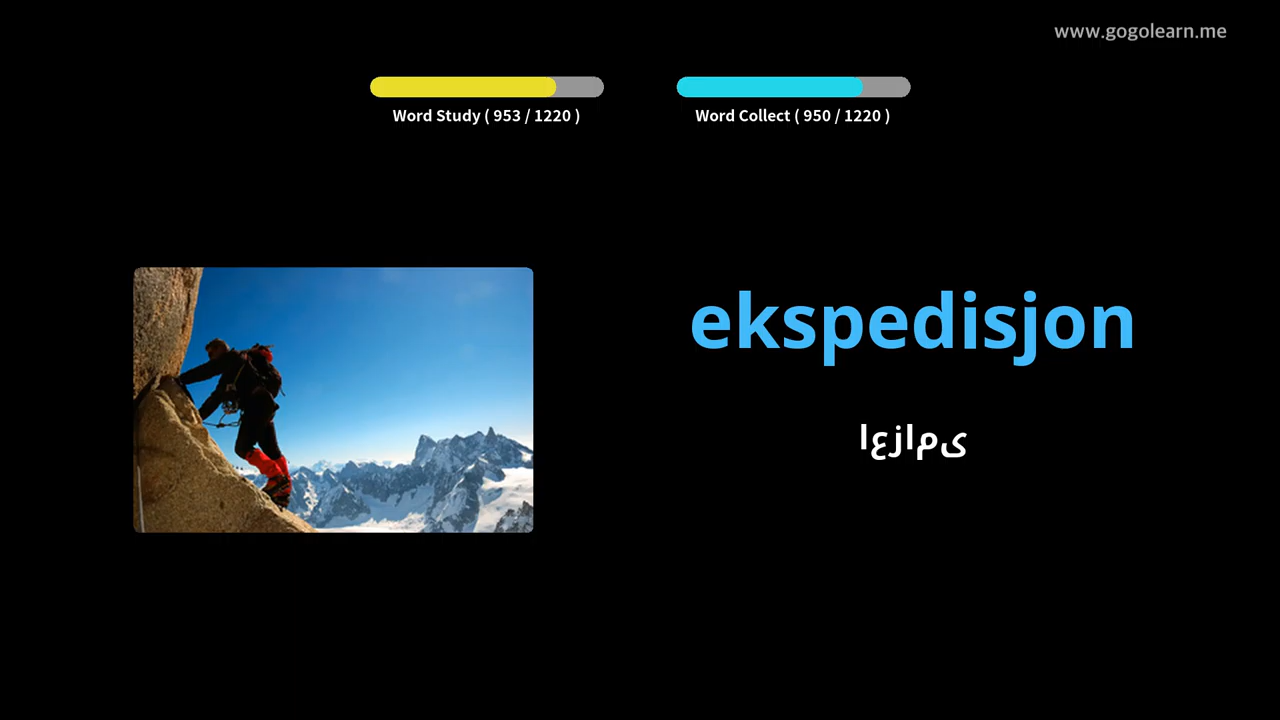 www.gogolearn.me
Word Study ( 953 / 1220 )
Word Collect ( 950 / 1220 )
ekspedisjon
اعزامی